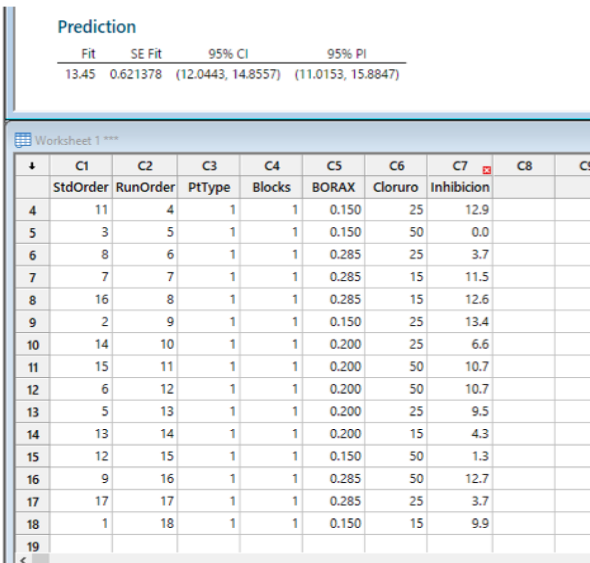 Prediction
Fit SE Fit 95% CI 95% PI
13.45 0.621378 (12.0443, 14.8557) (11.0153, 15.8847)
Worksheet 1 ***
C1 C2 C3 C4 C5 C6 C7 C8 C9
StdOrder RunOrder PtType Blocks BORAX Cloruro Inhibicion
4 11 4 1 1 0.150 25 12.9
5 3 5 1 1 0.150 50 0.0
6 8 6 1 1 0.285 25 3.7
7 7 7 1 1 0.285 15 11.5
8 16 8 1 1 0.285 15 12.6
9 2 9 1 1 0.150 25 13.4
10 14 10 1 1 0.200 25 6.6
11 15 11 1 1 0.200 50 10.7
12 6 12 1 1 0.200 50 10.7
13 5 13 1 1 0.200 25 9.5
14 13 14 1 1 0.200 15 4.3
15 12 15 1 1 0.150 50 1.3
16 9 16 1 1 0.285 50 12.7
17 17 17 1 1 0.285 25 3.7
18 1 18 1 1 0.150 15 9.9
19